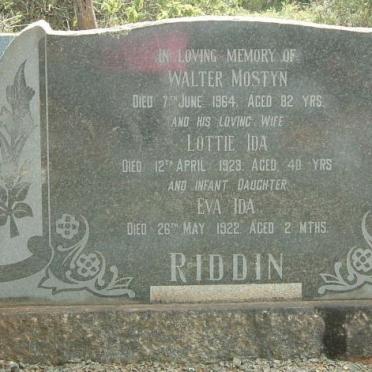 IN LOVING MEMORY OF
WALTER MOSTYN
DIED 7TH JUNE 1964, AGED 82 YRS.
AND HIS LOVING WIFE
LOTTIE IDA
DIED 12TH APRIL 1923, AGED 40 YRS
AND INFANT DAUGHTER
EVA IDA
DIED 26TH MAY 1922, AGED 2 MTHS.
RIDDIN